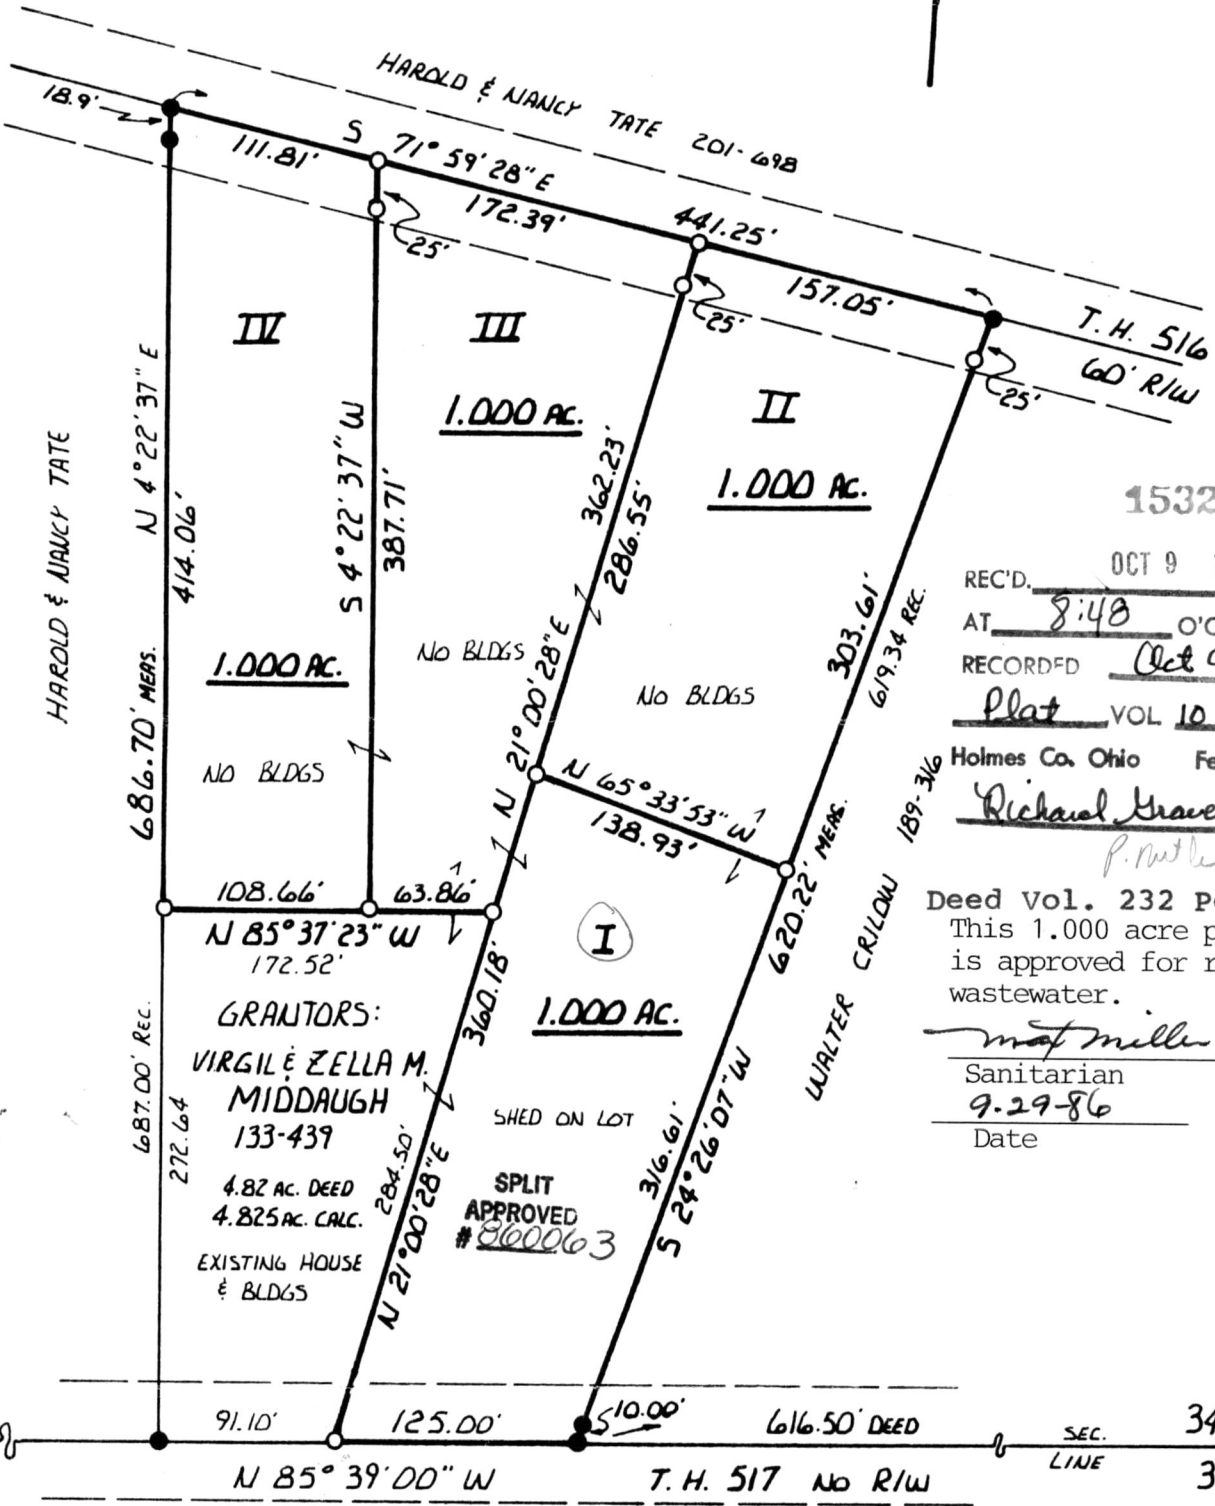 HAROLD & NANCY TATE 201-698
18.9'
111.81'
S 71° 59' 28" E
172.39'
441.25'
25'
25'
157.05'
25'
T.H. 516
60' R/W
IV
III
II
1.000 AC.
1.000 AC.
1.000 AC.
HAROLD & NANCY TATE
N 4° 22' 37" E
414.06'
686.70' MEAS.
S 4° 22' 37" W
387.71'
362.23'
286.55'
N 21° 00' 28" E
303.61'
619.34 REC.
NO BLDGS
NO BLDGS
NO BLDGS
N 65° 33' 53" W
138.93'
620.22' MEAS.
WALTER CRILOW 189-316
1532
REC'D. OCT 9
AT 8:48 O'C
RECORDED Oct
Plat VOL 10
Holmes Co. Ohio Fe
Richard Grave
Deed Vol. 232 P
This 1.000 acre p
is approved for r
wastewater.
Max Miller
Sanitarian
9-29-86
Date
108.66'
63.86'
N 85° 37' 23" W
172.52'
GRANTORS:
VIRGIL & ZELLA M.
MIDDAUGH
133-439
4.82 AC. DEED
4.825 AC. CALC.
EXISTING HOUSE
& BLDGS
687.00' REC.
272.64
360.18'
284.50'
N 21° 00' 28" E
I
1.000 AC.
SHED ON LOT
SPLIT
APPROVED
# 860063
316.61'
S 24° 26' 07" W
91.10'
125.00'
10.00'
616.50' DEED
SEC.
LINE
34
3
N 85° 39' 00" W
T.H. 517 NO R/W